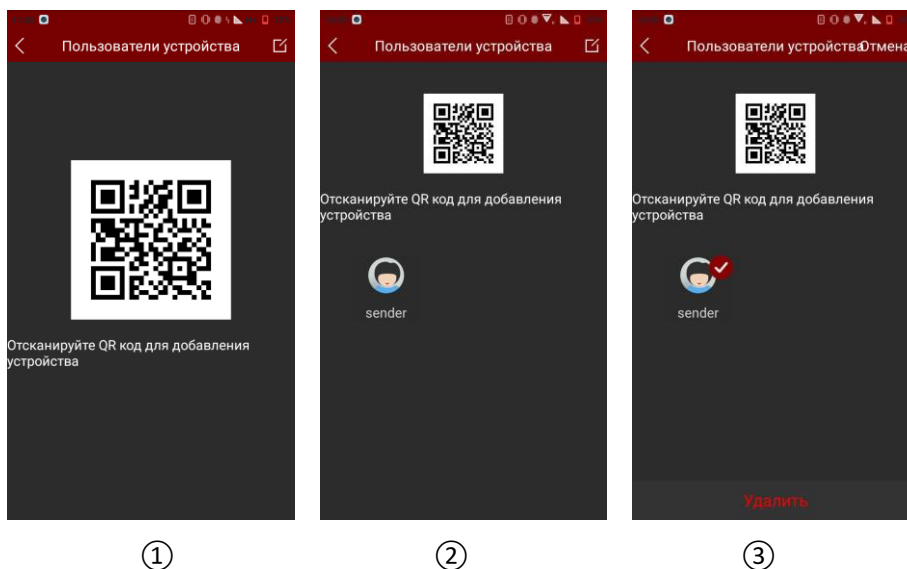 Пользователи устройства
Отсканируйте QR код для добавления
устройства
①
Пользователи устройства
Отсканируйте QR код для добавления
устройства
sender
②
Пользователи устройства Отмена
Отсканируйте QR код для добавления
устройства
sender
Удалить
③